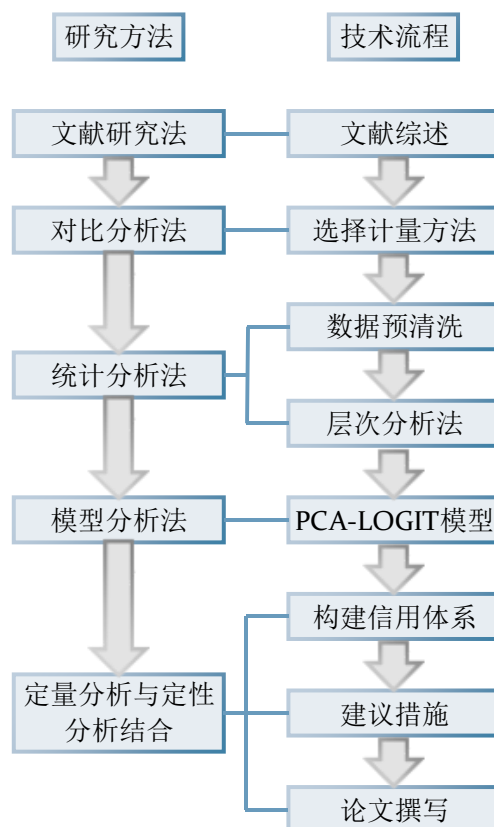 研究方法
技术流程
文献研究法
文献综述
对比分析法
选择计量方法
数据预清洗
统计分析法
层次分析法
模型分析法
PCA-LOGIT模型
构建信用体系
定量分析与定性
分析结合
建议措施
论文撰写